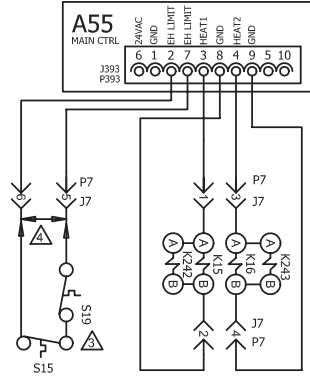 A55
MAIN CTRL
24VAC
GND
EH LIMIT
EH LIMIT
HEAT1
GND
HEAT2
GND
6 1 2 7 3 8 4 9 5 10
J393
P393
6
5
P7
J7
1
3
P7
J7
4
A A A A
K242
K15
K16
K243
B B B B
S19
3
S15
2
4
J7
P7